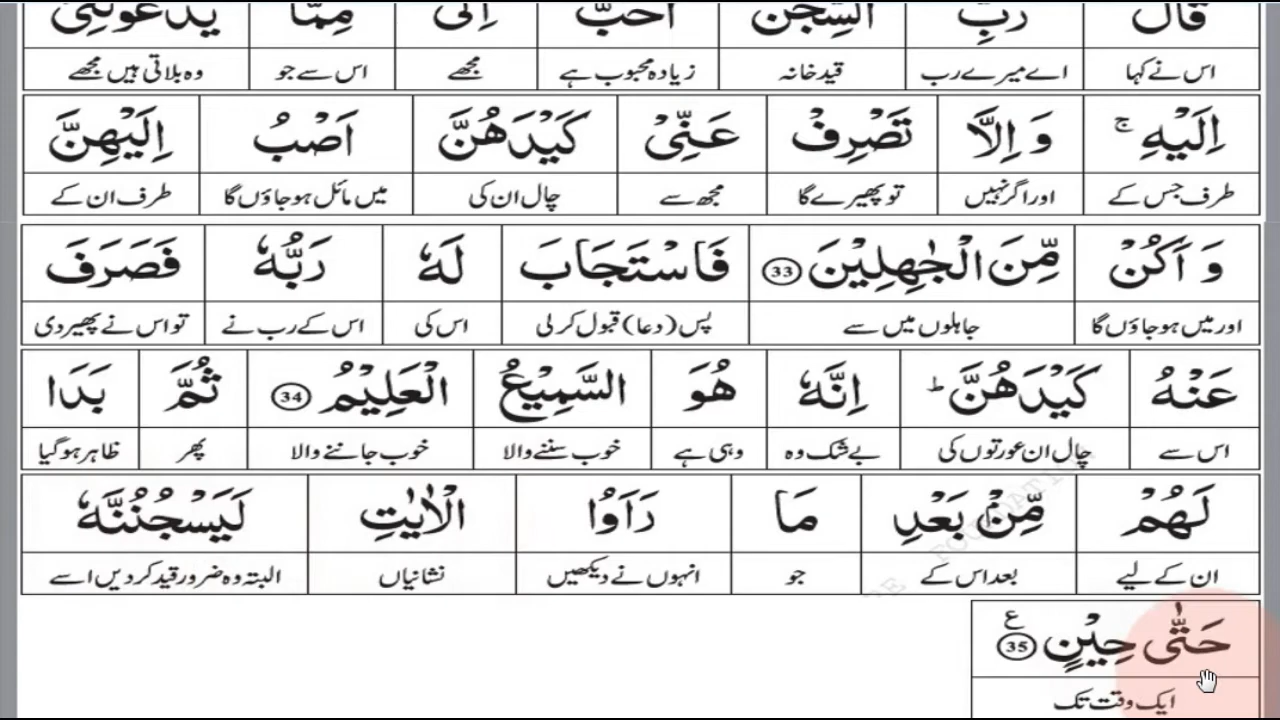 قَالَ رَبِّ السِّجْنُ اَحَبُّ اِلَیَّ مِمَّا یَدْعُوْنَنِیْۤ
اس نے کہا اے میرے رب قید خانہ زیادہ محبوب ہے مجھے اس سے جو وہ بلاتی ہیں مجھے
اِلَیْهِ ۚ وَ اِلَّا تَصْرِفْ عَنِّیْ كَیْدَهُنَّ اَصْبُ اِلَیْهِنَّ
طرف جس کے اور اگر نہیں تو پھیرے گا مجھ سے چال ان کی میں مائل ہو جاؤں گا طرف ان کے
وَ اَكُنْ مِّنَ الْجٰهِلِیْنَ 33 فَاسْتَجَابَ لَهٗ رَبُّهٗ فَصَرَفَ
اور میں ہو جاؤں گا جاہلوں میں سے پس (دعا) قبول کر لی اس کی اس کے رب نے تو اس نے پھیر دی
عَنْهُ كَیْدَهُنَّ ؕ اِنَّهٗ هُوَ السَّمِیْعُ الْعَلِیْمُ 34 ثُمَّ بَدَا
اس سے چال ان عورتوں کی بے شک وہ وہی ہے خوب سننے والا خوب جاننے والا پھر ظاہر ہو گیا
لَهُمْ مِّنْۢ بَعْدِ مَا رَاَوُا الْاٰیٰتِ لَیَسْجُنُنَّهٗ
ان کے لیے بعد اس کے جو انہوں نے دیکھیں نشانیاں البتہ وہ ضرور قید کر دیں اسے
حَتّٰى حِیْنٍ 35 ع
ایک وقت تک
FOUNDATION